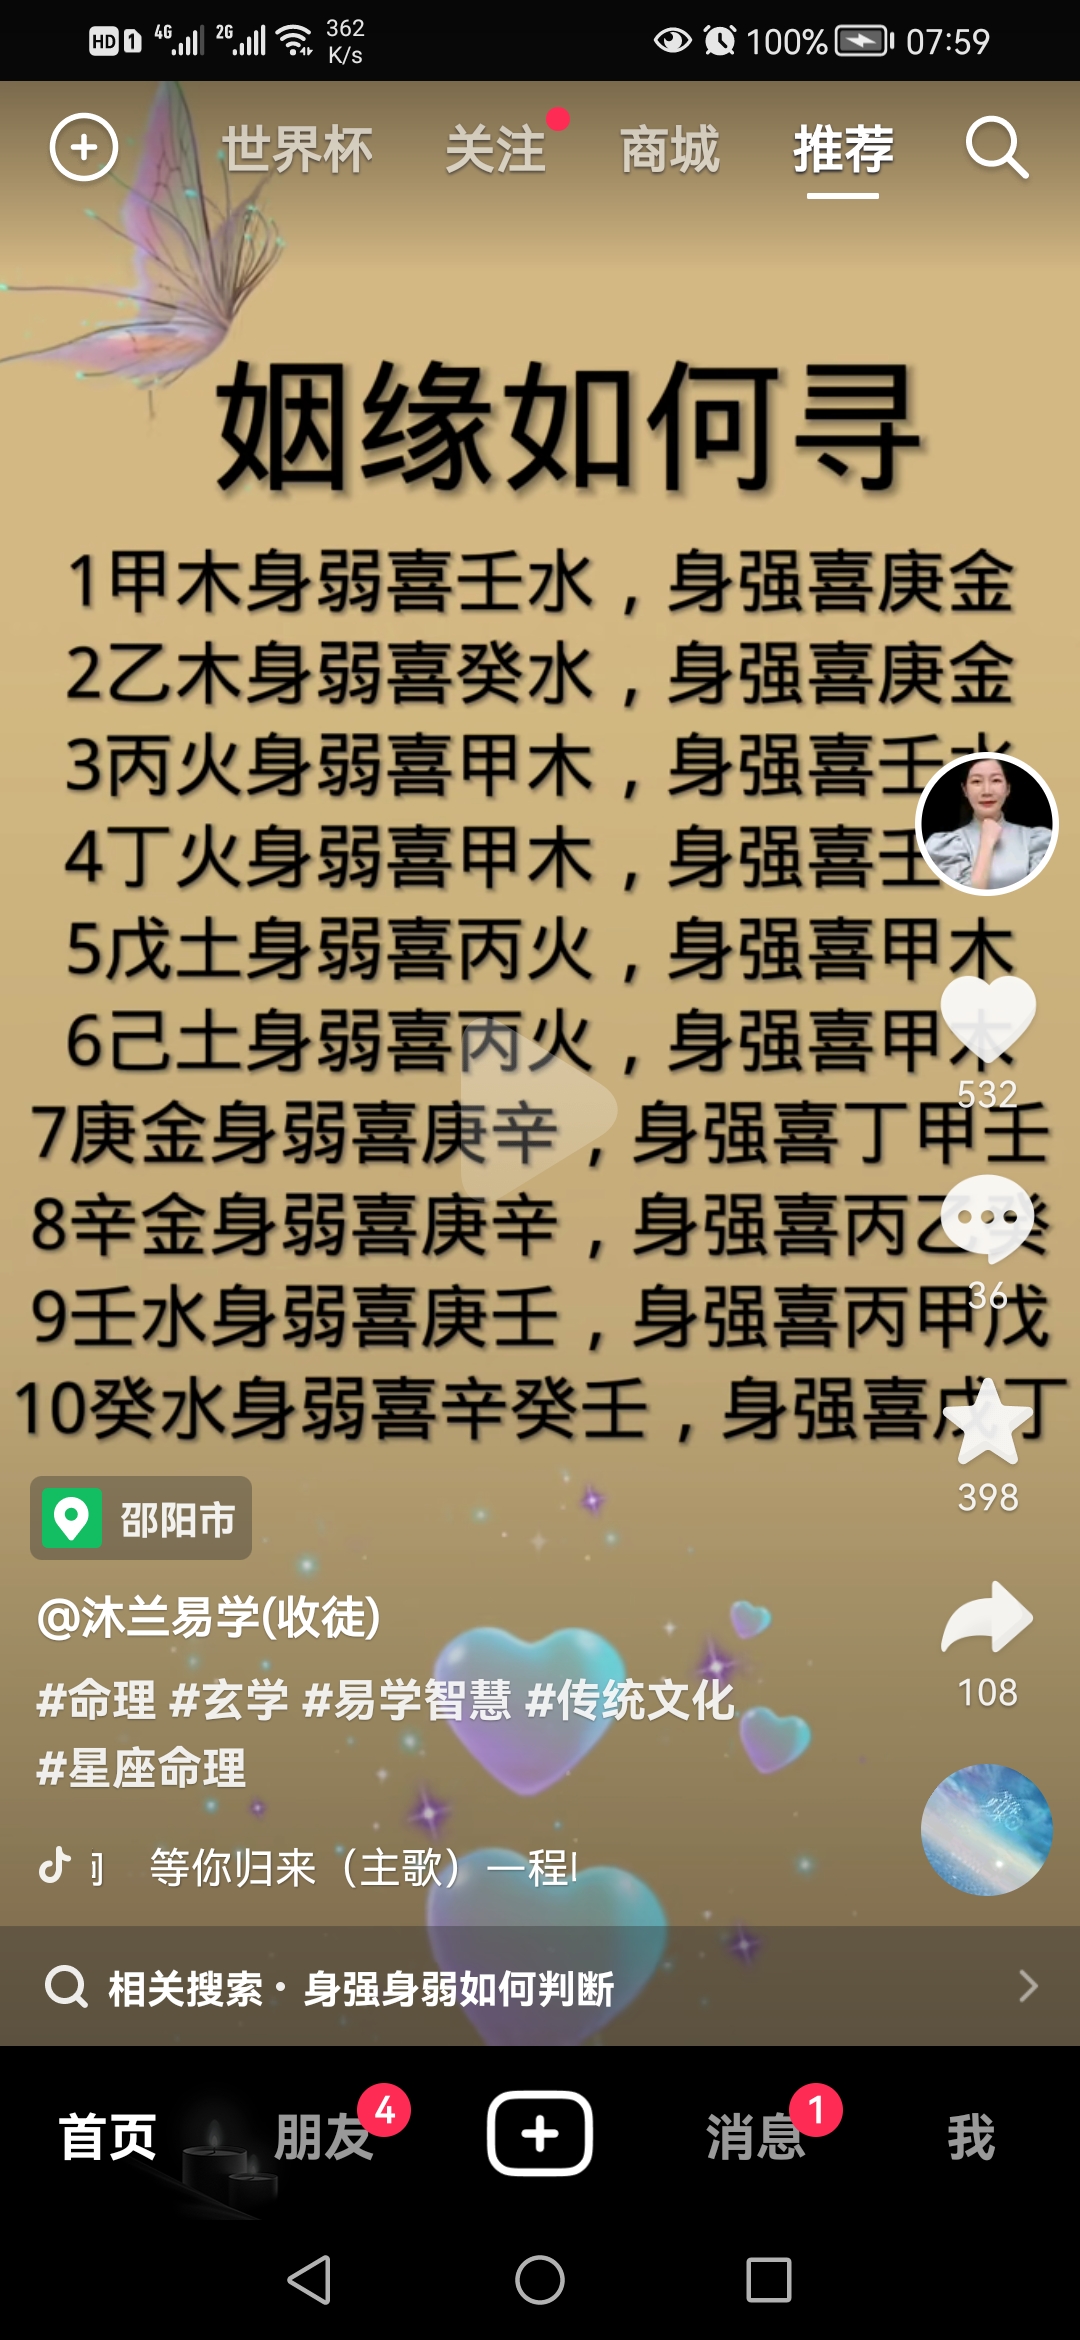 HD 1 4G 2G 362 K/s 100% 07:59
世界杯 关注 商城 推荐
姻缘如何寻
1甲木身弱喜壬水，身强喜庚金
2乙木身弱喜癸水，身强喜庚金
3丙火身弱喜甲木，身强喜壬水
4丁火身弱喜甲木，身强喜壬
5戊土身弱喜丙火，身强喜甲木
6己土身弱喜丙火，身强喜甲木
532
7庚金身弱喜庚辛，身强喜丁甲壬
8辛金身弱喜庚辛，身强喜丙乙癸
36
9壬水身弱喜庚壬，身强喜丙甲戊
10癸水身弱喜辛癸壬，身强喜戊丁
398
邵阳市
@沐兰易学(收徒)
108
#命理 #玄学 #易学智慧 #传统文化
#星座命理
等你归来（主歌）一程
相关搜索·身强身弱如何判断
首页 朋友 4 消息 1 我